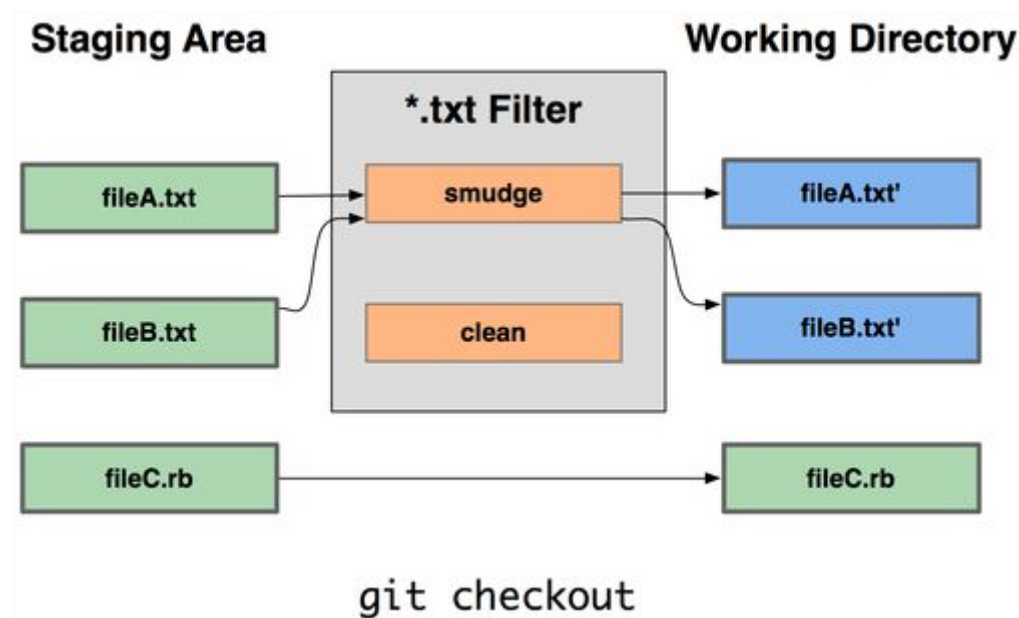 Staging Area
Working Directory
*.txt Filter
fileA.txt
smudge
fileA.txt'
fileB.txt
clean
fileB.txt'
fileC.rb
fileC.rb
git checkout